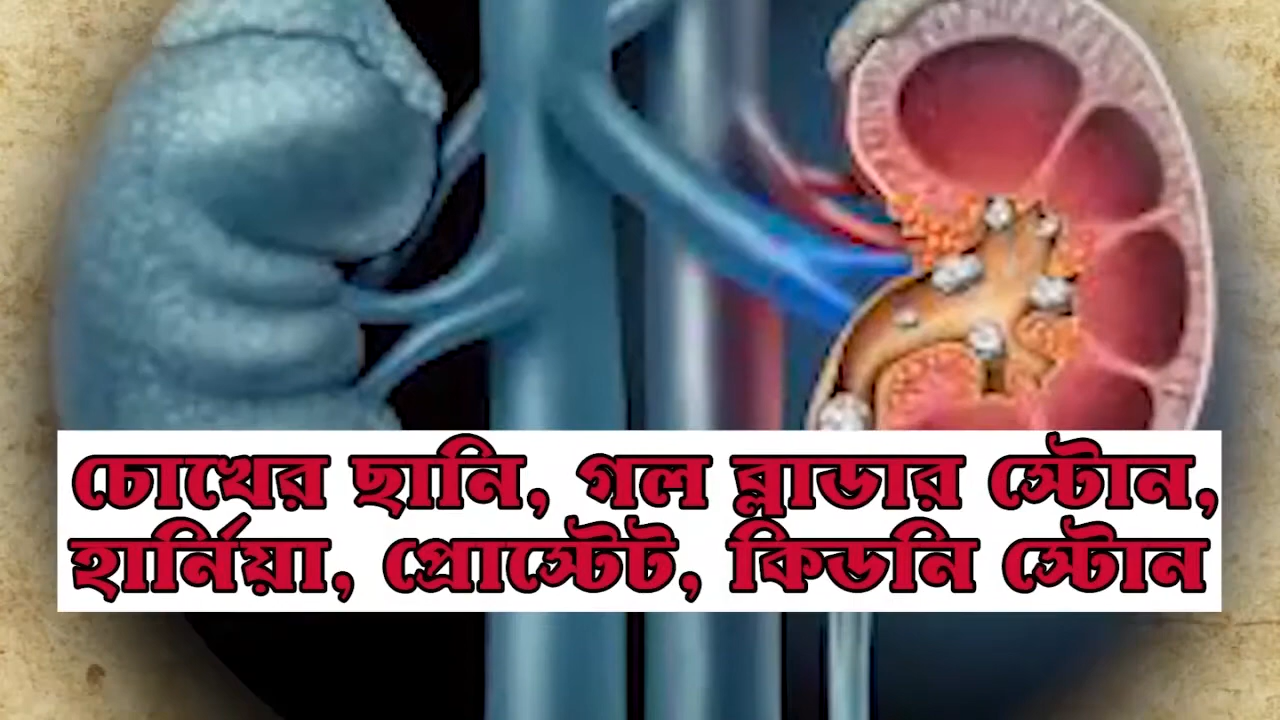 চোখের ছানি, গল ব্লাডার স্টোন,
হার্নিয়া, প্রোস্টেট, কিডনি স্টোন